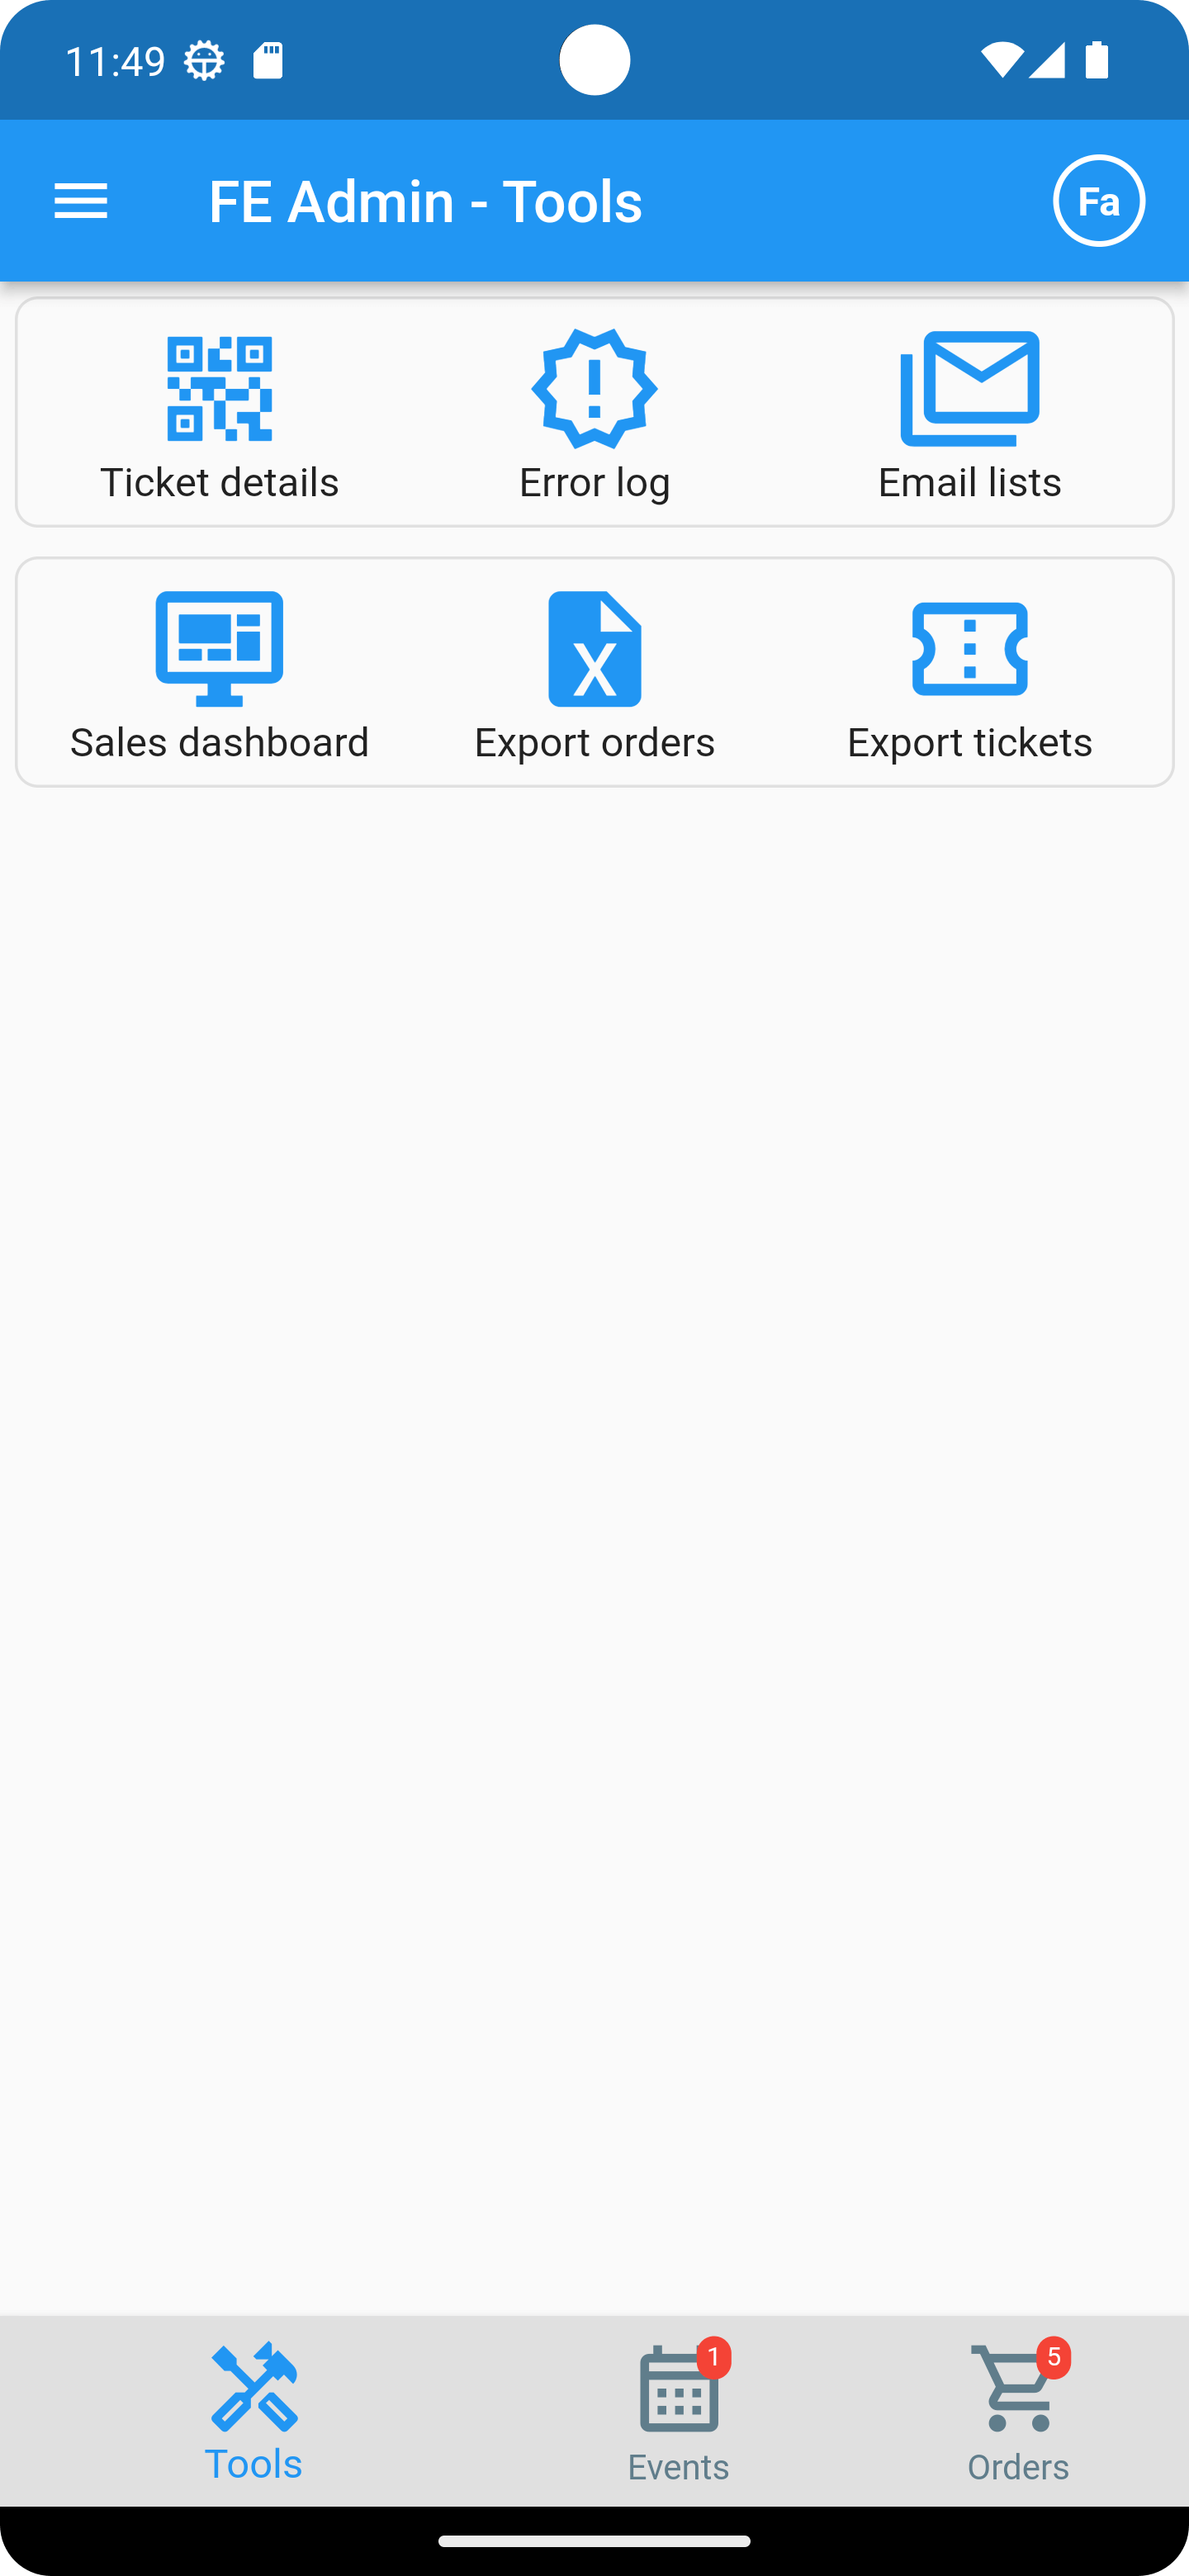 11:49
FE Admin - Tools
Fa
Ticket details
Error log
Email lists
Sales dashboard
X
Export orders
Export tickets
1
5
Tools
Events
Orders